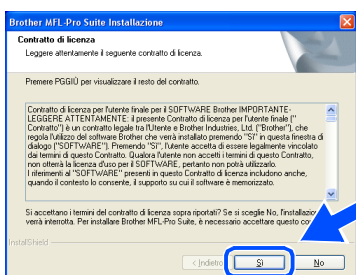 Brother MFL-Pro Suite Installazione
Contratto di licenza
Leggere attentamente il seguente contratto di licenza.
Premere PGGIÙ per visualizzare il resto del contratto.
Contratto di licenza per l'utente finale per il SOFTWARE Brother IMPORTANTE-
LEGGERE ATTENTAMENTE: il presente Contratto di licenza per l'utente finale ("
Contratto") è un contratto legale tra l'Utente e Brother Industries, Ltd. ("Brother"), che
regola l'utilizzo del software Brother che verrà installato premendo "Sì" in questa finestra di
dialogo ("SOFTWARE"). Premendo "Sì", l'utente accetta di essere legalmente vincolato
dai termini di questo Contratto. Qualora l'utente non accetti i termini di questo Contratto,
non otterrà la licenza d'uso per il SOFTWARE, pertanto non potrà utilizzarlo.
I riferimenti al "SOFTWARE" presenti in questo Contratto di licenza includono anche,
quando il contesto lo consente, il supporto su cui il software è memorizzato.
Si accettano i termini del contratto di licenza sopra riportati? Se si sceglie No, l'installazio
verrà interrotta. Per installare Brother MFL-Pro Suite, è necessario accettare questo co
InstallShield
< Indietro
Sì
No